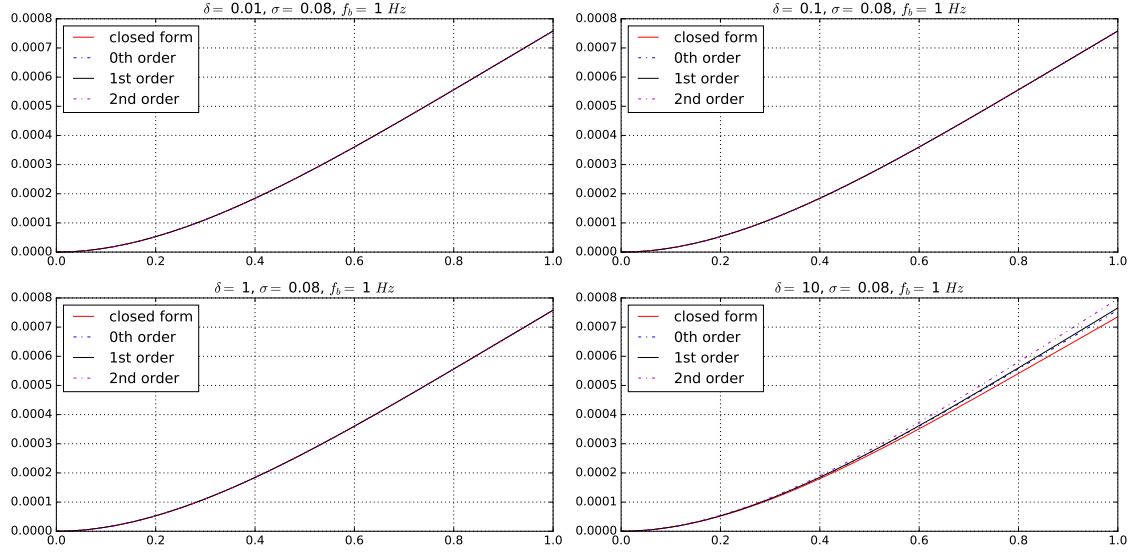 δ = 0.01, σ = 0.08, f_b = 1 Hz
0.0008
0.0007
0.0006
0.0005
0.0004
0.0003
0.0002
0.0001
0.0000
closed form
0th order
1st order
2nd order
0.0 0.2 0.4 0.6 0.8 1.0
δ = 0.1, σ = 0.08, f_b = 1 Hz
0.0008
0.0007
0.0006
0.0005
0.0004
0.0003
0.0002
0.0001
0.0000
closed form
0th order
1st order
2nd order
0.0 0.2 0.4 0.6 0.8 1.0
δ = 1, σ = 0.08, f_b = 1 Hz
0.0008
0.0007
0.0006
0.0005
0.0004
0.0003
0.0002
0.0001
0.0000
closed form
0th order
1st order
2nd order
0.0 0.2 0.4 0.6 0.8 1.0
δ = 10, σ = 0.08, f_b = 1 Hz
0.0008
0.0007
0.0006
0.0005
0.0004
0.0003
0.0002
0.0001
0.0000
closed form
0th order
1st order
2nd order
0.0 0.2 0.4 0.6 0.8 1.0